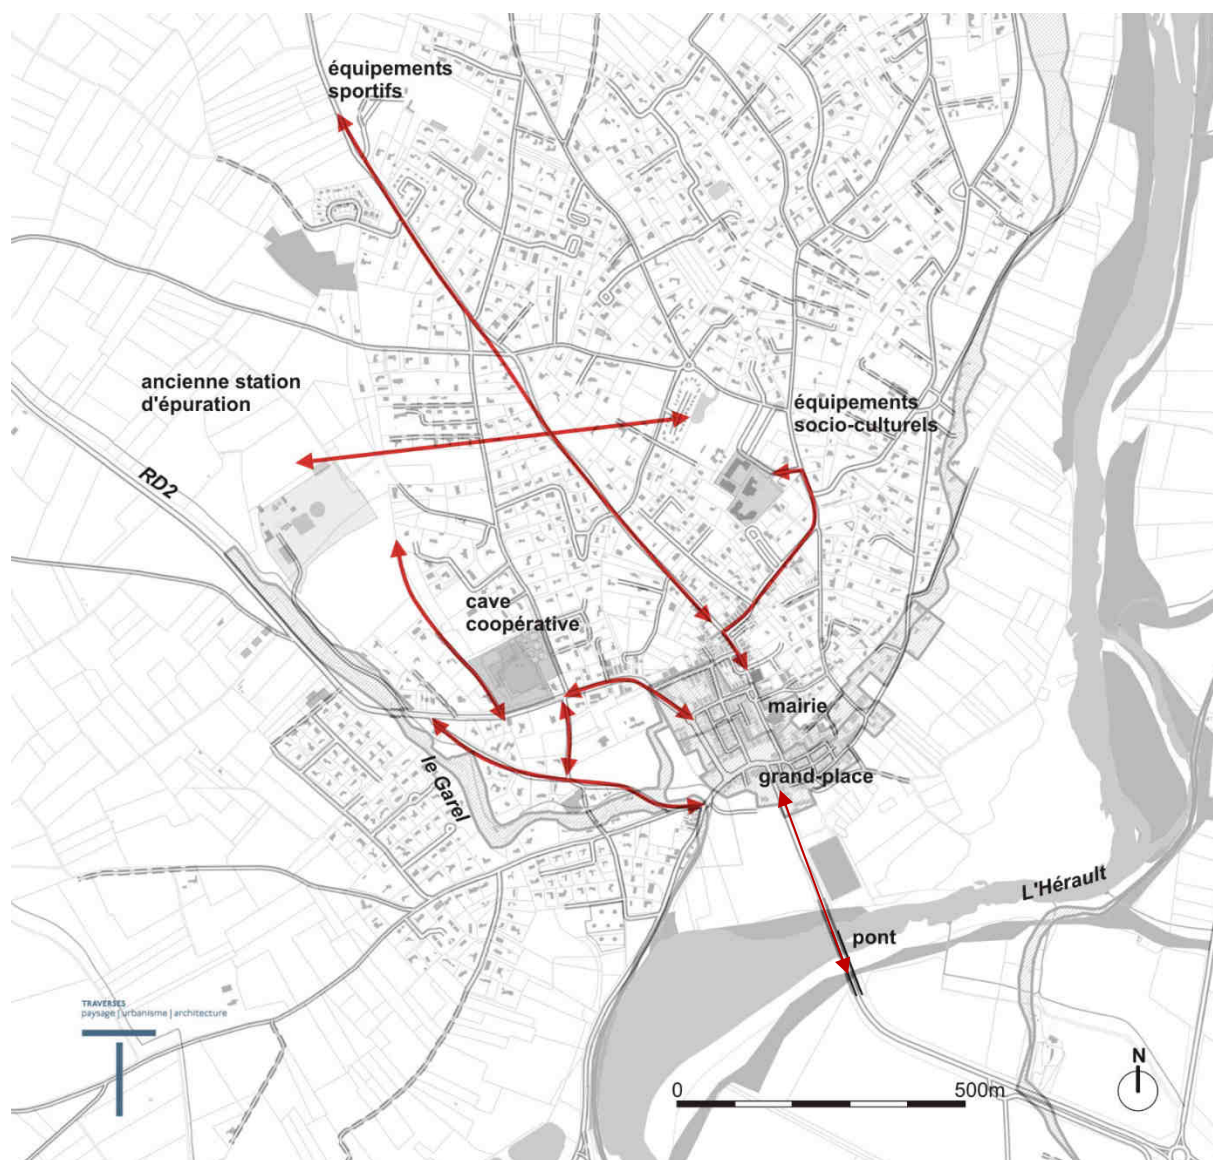 équipements
sportifs
ancienne station
d'épuration
équipements
socio-culturels
RD2
cave
coopérative
mairie
le Garel
grand-place
L'Hérault
pont
TRAVERSES
paysage | urbanisme | architecture
N
0
500m